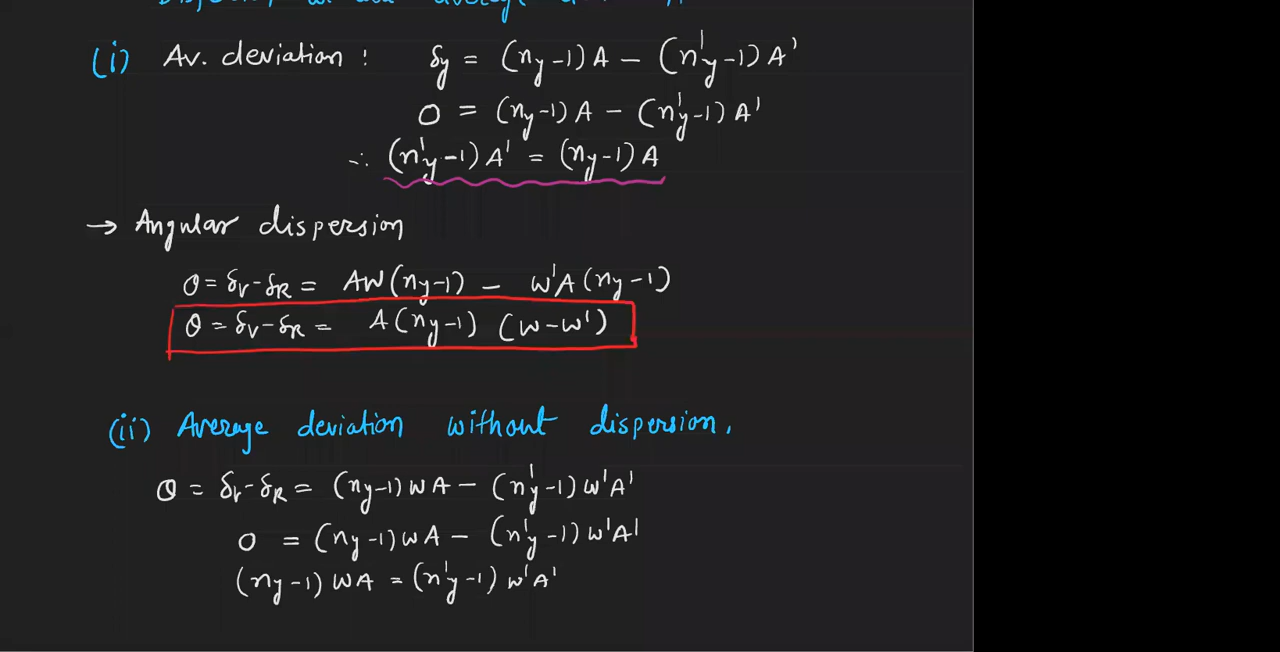 (i) Av. deviation : δy = (ny-1)A - (n'y-1)A'
0 = (ny-1)A - (n'y-1)A'
∴ (n'y-1)A' = (ny-1)A
→ Angular dispersion
θ = δv-δR = AW(ny-1) - W'A(ny-1)
θ = δv-δR = A(ny-1) (W-W')
(ii) Average deviation without dispersion.
θ = δv-δR = (ny-1)WA - (n'y-1)W'A'
0 = (ny-1)WA - (n'y-1)W'A'
(ny-1)WA = (n'y-1)W'A'